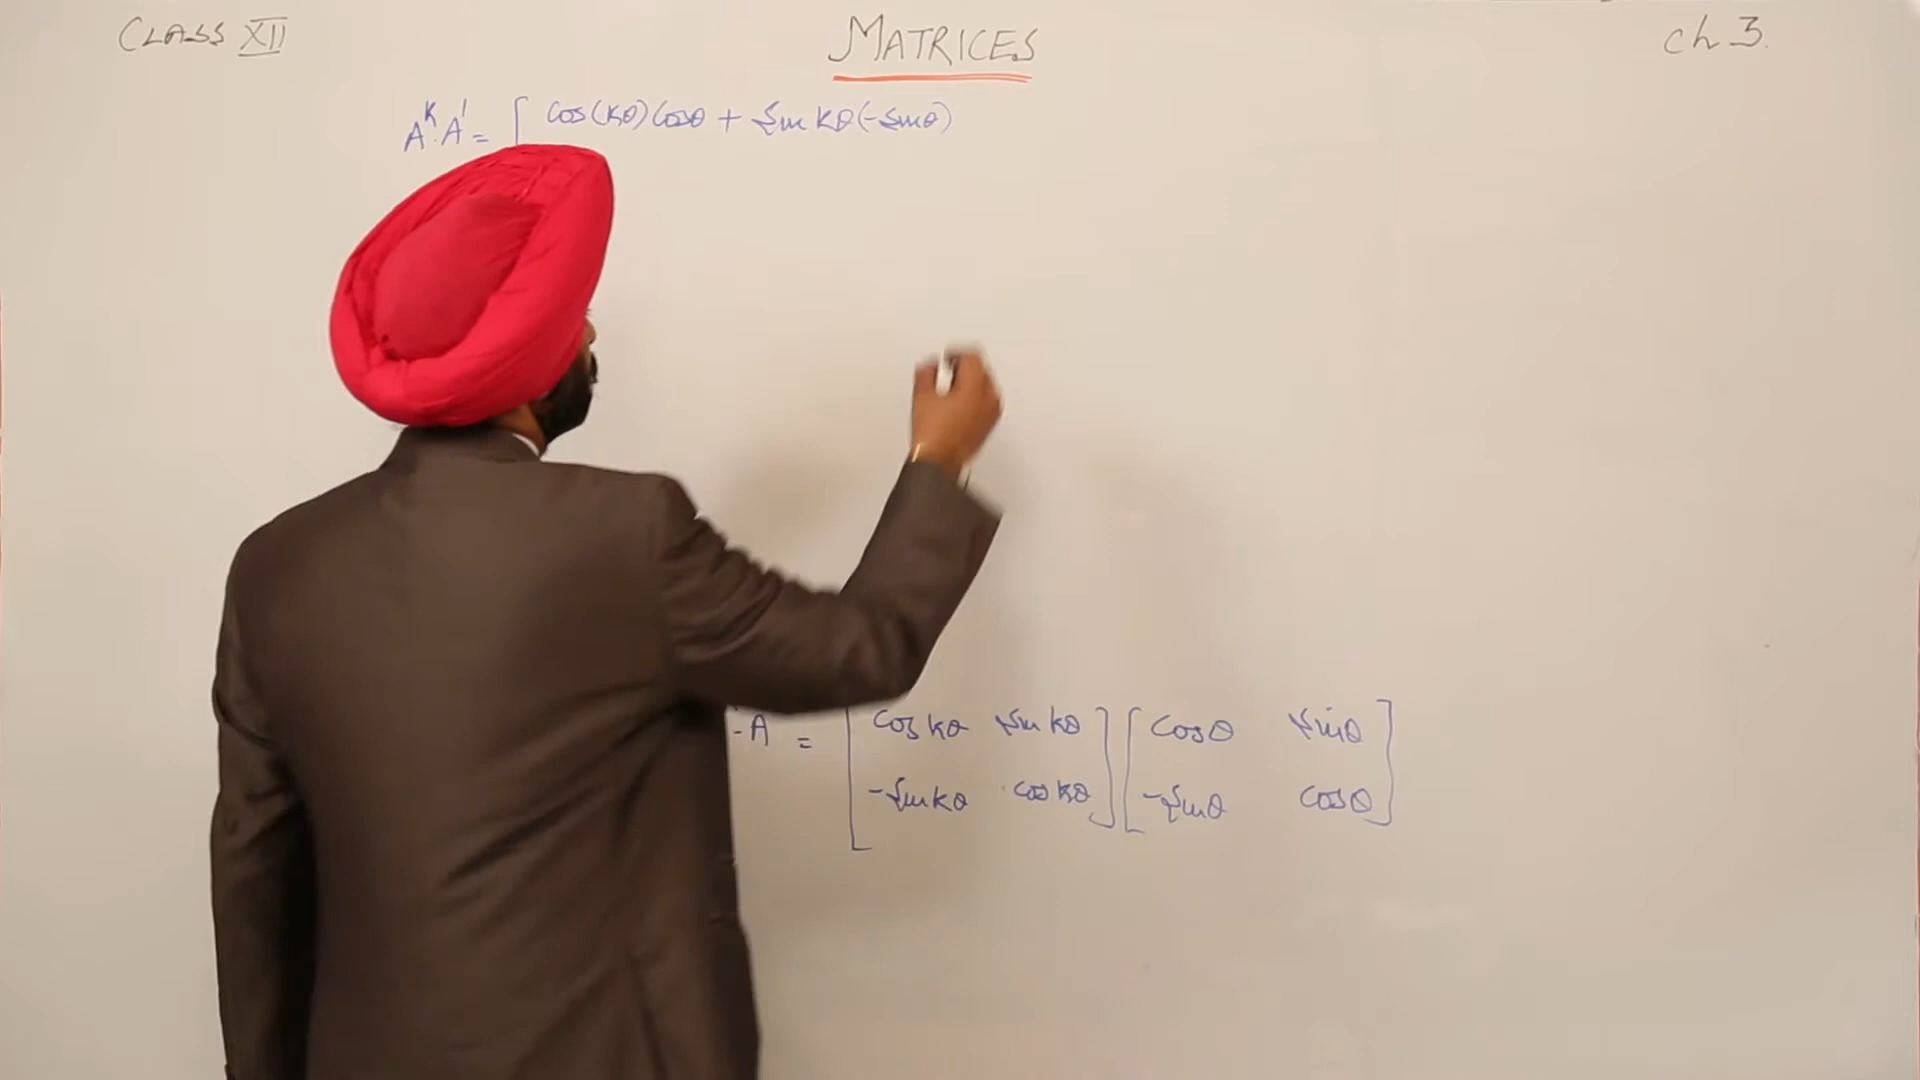 CLASS XII MATRICES ch 3.
A^K.A^1 = [ Cos(Kθ)Cosθ + Sin Kθ(-Sinθ)
.A = [ Cos kθ Sin kθ ] [ Cosθ Sinθ ]
-Sin kθ cos kθ -Sinθ Cosθ